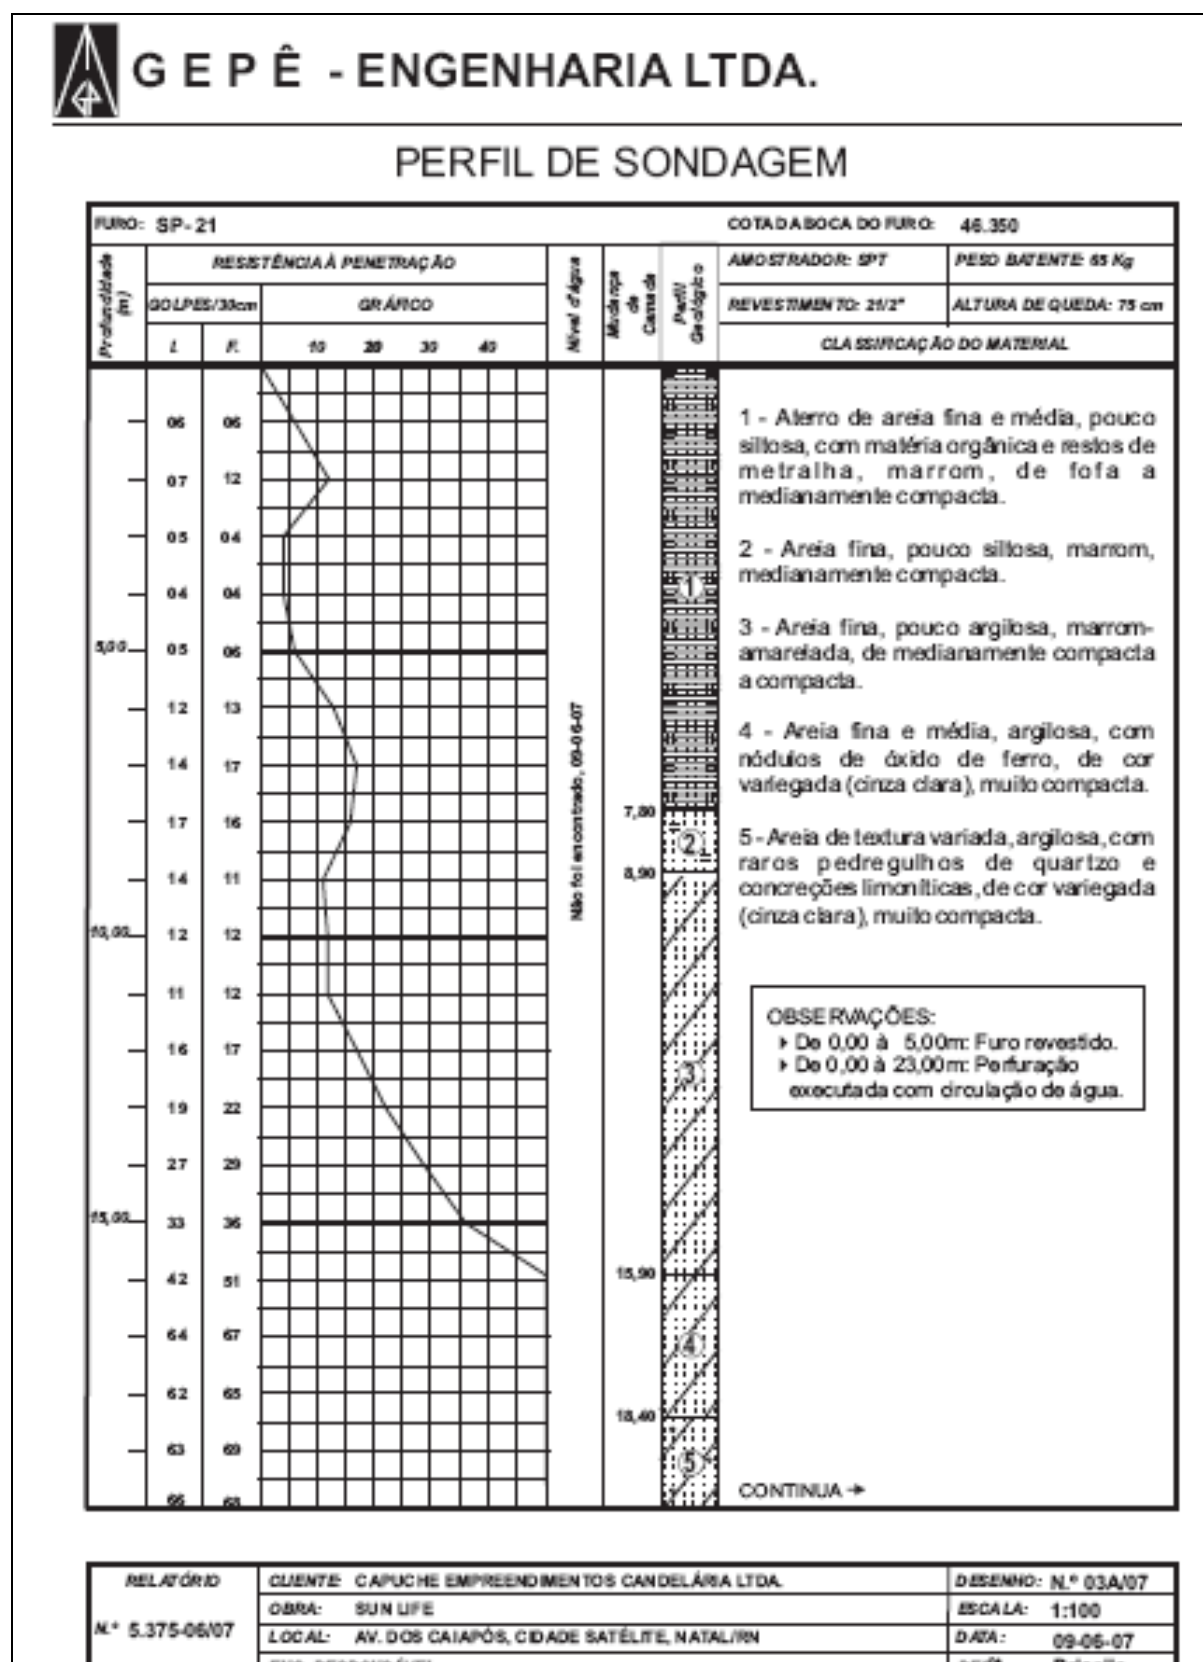 GEPÊ - ENGENHARIA LTDA.
PERFIL DE SONDAGEM
FURO: SP-21
COTA DA BOCA DO FURO: 46.350
Profundidade (m)
RESISTÊNCIA À PENETRAÇÃO
Nível d'água
Mudança de Camada
Perfil Geológico
AMOSTRADOR: SPT
PESO BATENTE: 65 Kg
GOLPES/30cm
GRÁFICO
REVESTIMENTO: 21/2"
ALTURA DE QUEDA: 75 cm
I. F. 10 20 30 40
CLASSIFICAÇÃO DO MATERIAL
06 06
07 12
05 04
04 04
5,00 05 06
12 13
14 17
17 16
14 11
10,00 12 12
11 12
16 17
19 22
27 29
15,00 33 36
42 51
64 67
62 65
63 69
66 68
Não foi encontrado, 09-06-07
7,80
8,90
15,90
18,40
1
2
3
4
5
1 - Aterro de areia fina e média, pouco
siltosa, com matéria orgânica e restos de
metralha, marrom, de fofa a
medianamente compacta.
2 - Areia fina, pouco siltosa, marrom,
medianamente compacta.
3 - Areia fina, pouco argilosa, marrom-
amarelada, de medianamente compacta
a compacta.
4 - Areia fina e média, argilosa, com
nódulos de óxido de ferro, de cor
variegada (cinza clara), muito compacta.
5 - Areia de textura variada, argilosa, com
raros pedregulhos de quartzo e
concreções limoníticas, de cor variegada
(cinza clara), muito compacta.
OBSERVAÇÕES:
De 0,00 à 5,00m: Furo revestido.
De 0,00 à 23,00m: Perfuração
executada com circulação de água.
CONTINUA →
RELATÓRIO
N.º 5.375-06/07
CLIENTE: CAPUCHE EMPREENDIMENTOS CANDELÁRIA LTDA.
DESENHO: N.º 03A/07
OBRA: SUN LIFE
ESCALA: 1:100
LOCAL: AV. DOS CAIAPÓS, CIDADE SATÉLITE, NATAL/RN
DATA: 09-06-07